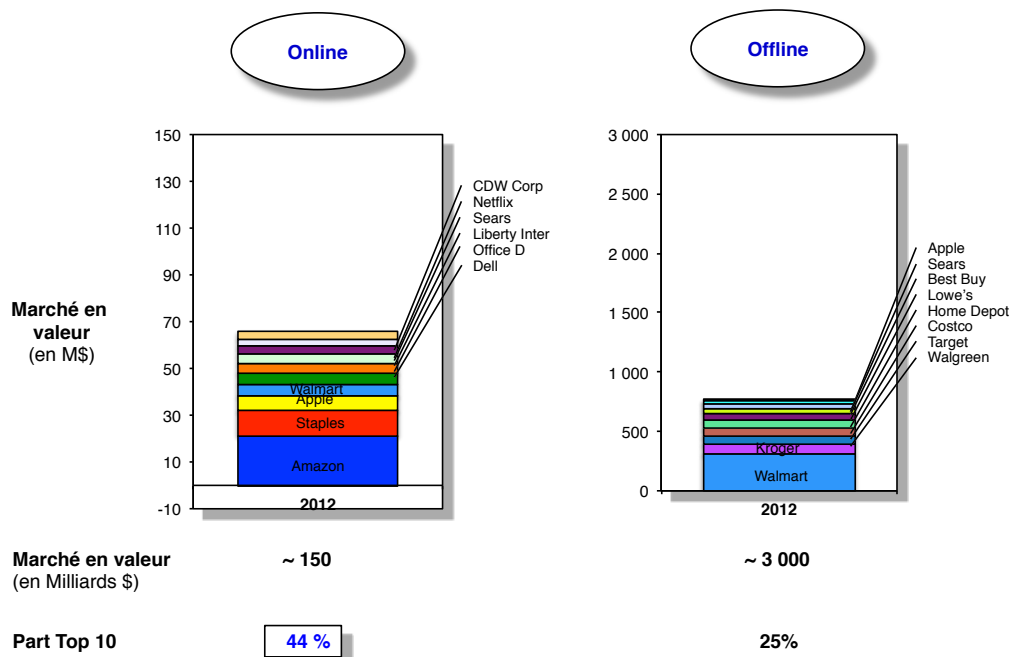 Online
Offline
150
130
110
90
70
50
30
10
-10
CDW Corp
Netflix
Sears
Liberty Inter
Office D
Dell
Walmart
Apple
Staples
Amazon
2012
3 000
2 500
2 000
1 500
1 000
500
0
Apple
Sears
Best Buy
Lowe's
Home Depot
Costco
Target
Walgreen
Kroger
Walmart
2012
Marché en
valeur
(en M$)
Marché en valeur
(en Milliards $)
~ 150
~ 3 000
Part Top 10
44 %
25%